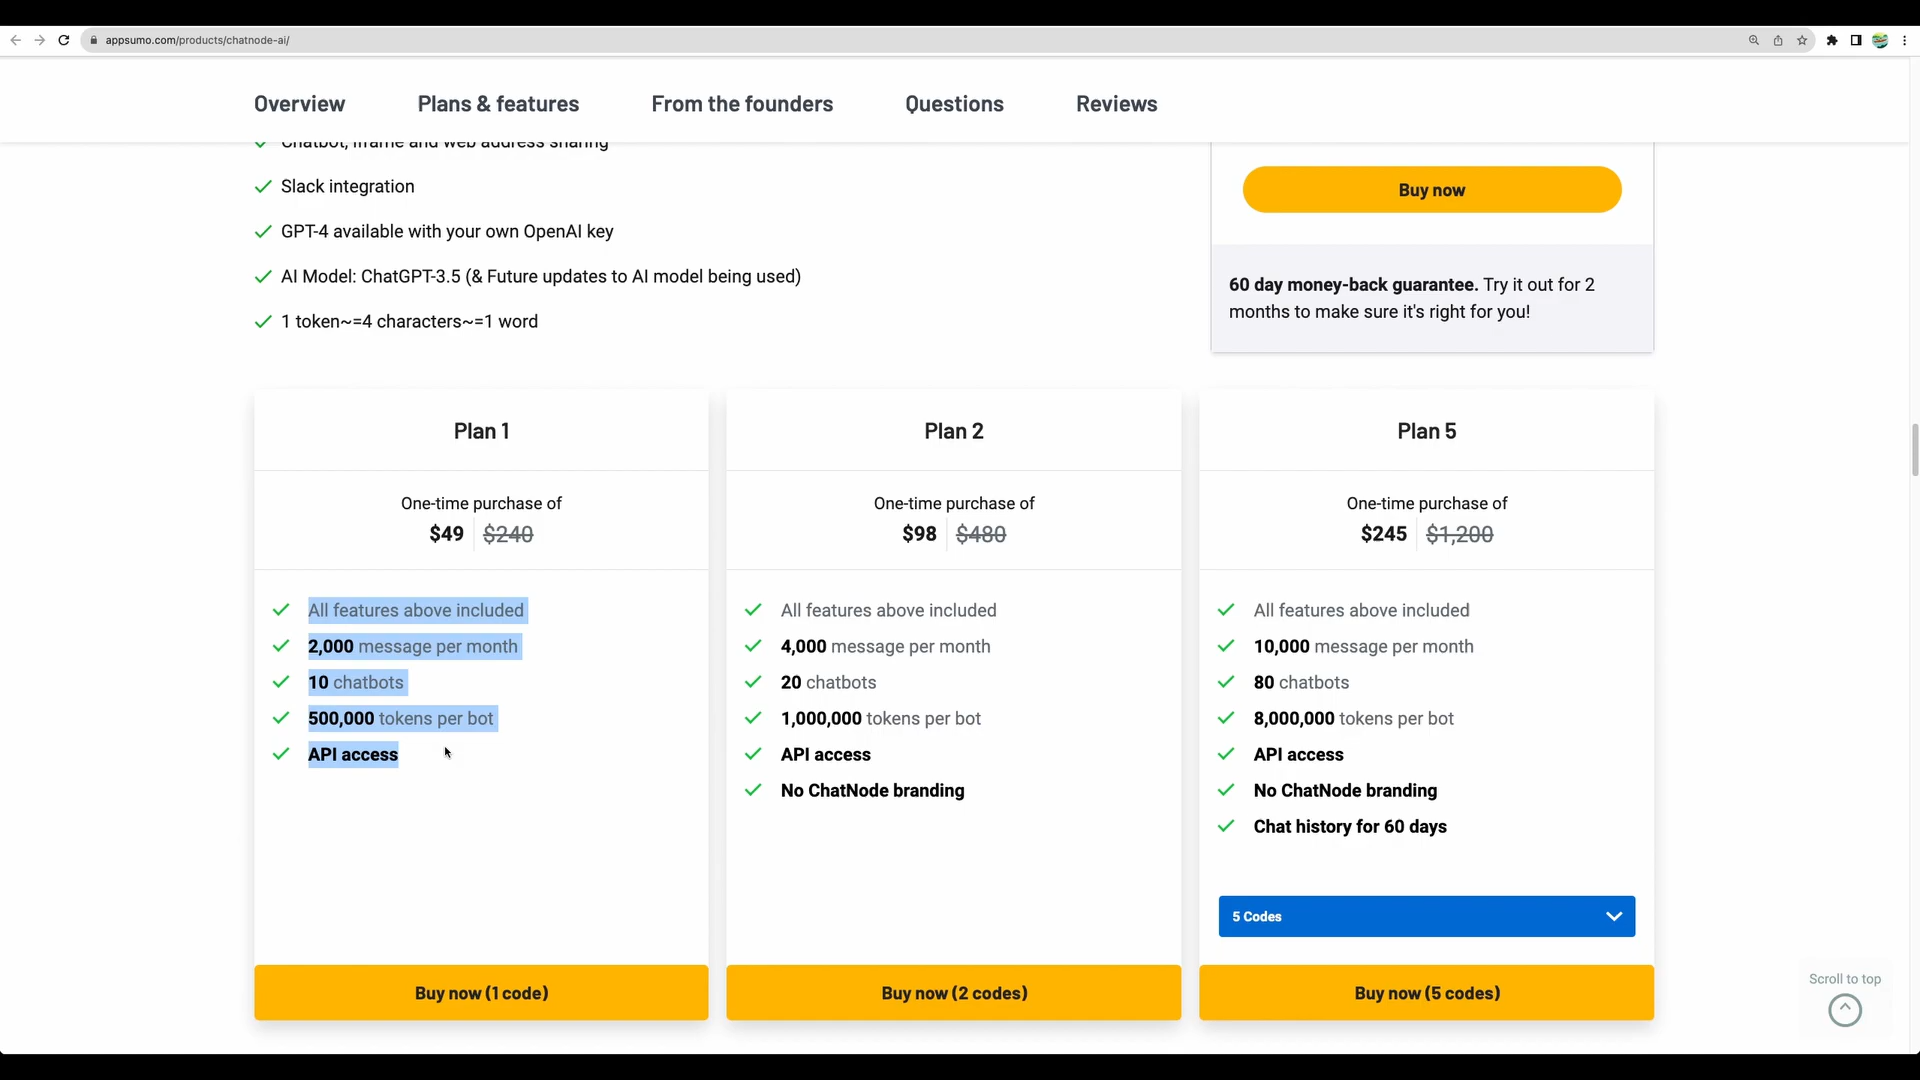 appsumo.com/products/chatnode-ai/
Overview
Plans & features
From the founders
Questions
Reviews
Chatbot, iframe and web address sharing
Slack integration
GPT-4 available with your own OpenAI key
AI Model: ChatGPT-3.5 (& Future updates to AI model being used)
1 token~=4 characters~=1 word
Buy now
60 day money-back guarantee. Try it out for 2
months to make sure it's right for you!
Plan 1
One-time purchase of
$49 $240
All features above included
2,000 message per month
10 chatbots
500,000 tokens per bot
API access
Buy now (1 code)
Plan 2
One-time purchase of
$98 $480
All features above included
4,000 message per month
20 chatbots
1,000,000 tokens per bot
API access
No ChatNode branding
Buy now (2 codes)
Plan 5
One-time purchase of
$245 $1,200
All features above included
10,000 message per month
80 chatbots
8,000,000 tokens per bot
API access
No ChatNode branding
Chat history for 60 days
5 Codes
Buy now (5 codes)
Scroll to top